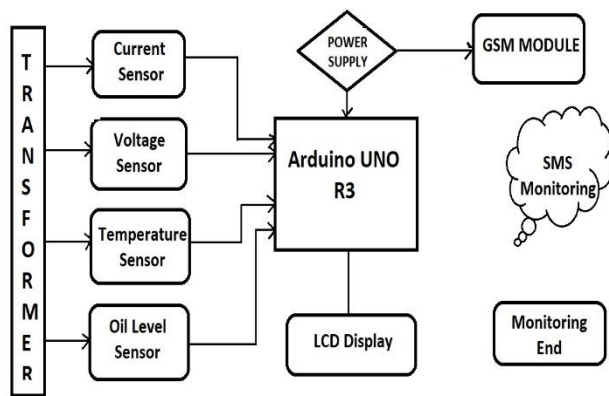 TRANSFORMER
Current
Sensor
Voltage
Sensor
Temperature
Sensor
Oil Level
Sensor
POWER
SUPPLY
GSM MODULE
Arduino UNO
R3
SMS
Monitoring
LCD Display
Monitoring
End